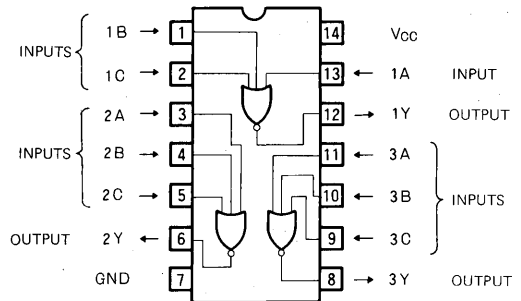 1B → 1 14 Vcc
INPUTS
1C → 2 13 ← 1A INPUT
2A → 3 12 → 1Y OUTPUT
INPUTS 2B → 4 11 ← 3A
2C → 5 10 ← 3B INPUTS
OUTPUT 2Y ← 6 9 ← 3C
GND 7 8 → 3Y OUTPUT